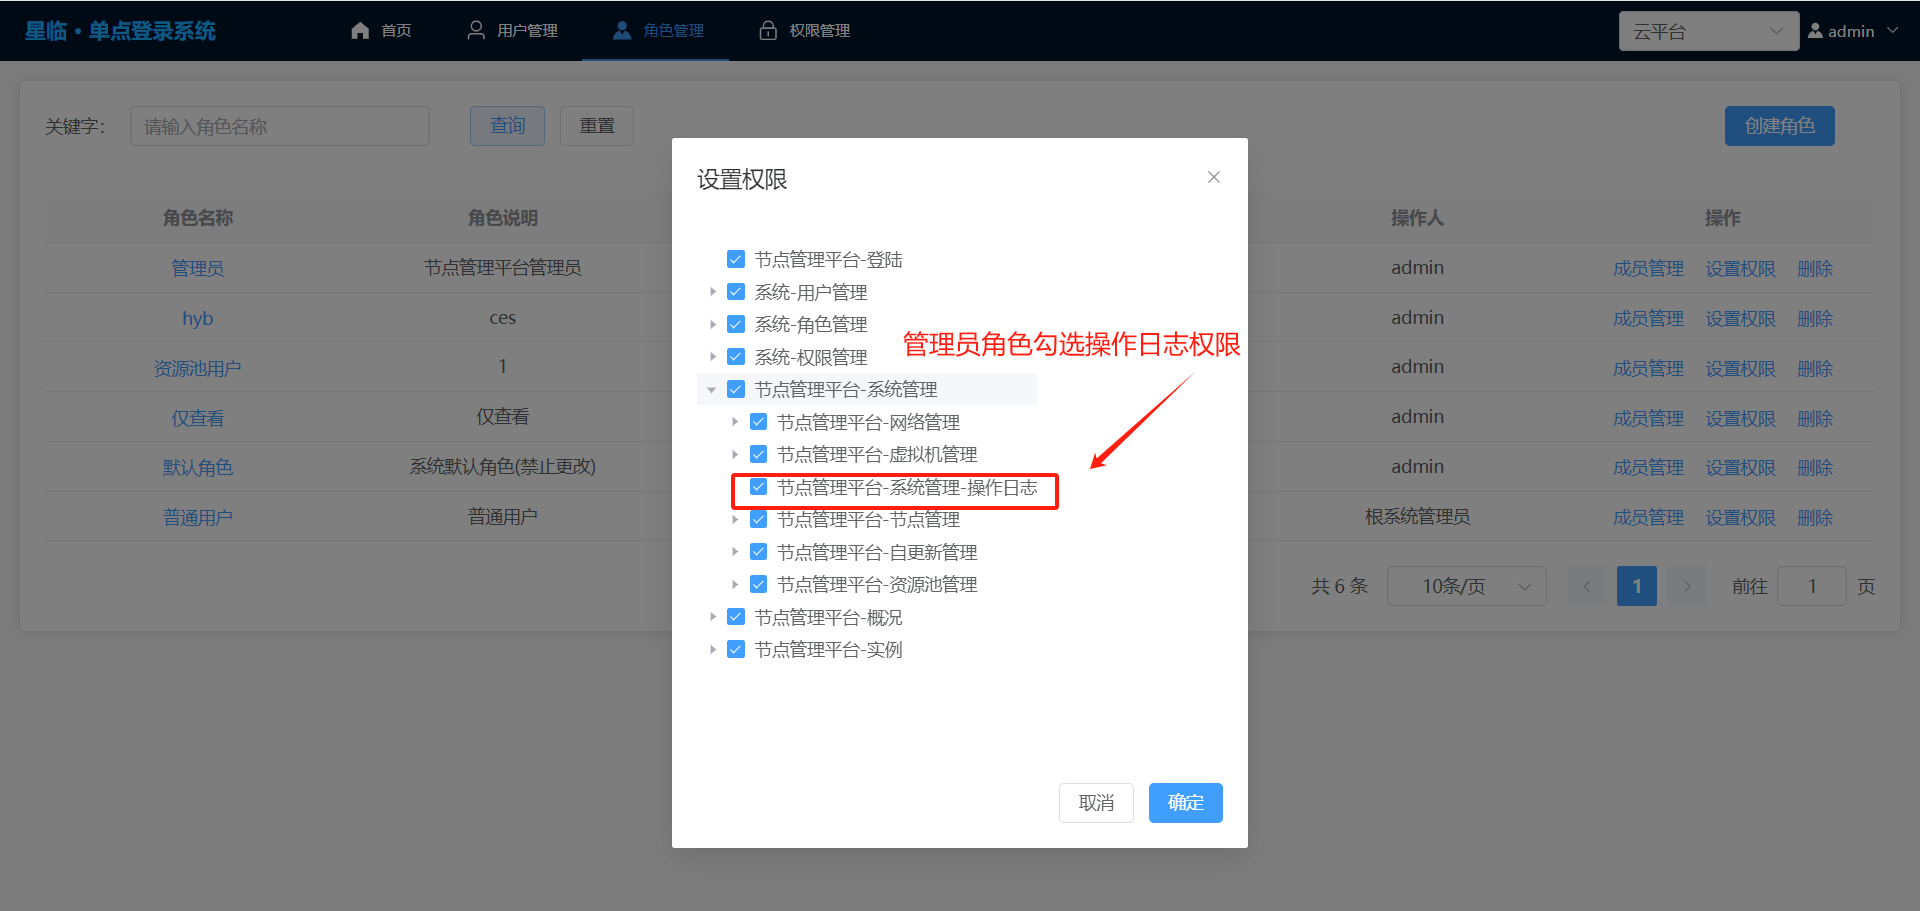 星临・单点登录系统 首页 用户管理 角色管理 权限管理 云平台 admin
关键字： 请输入角色名称 查询 重置 创建角色
角色名称 角色说明 操作人 操作
管理员 节点管理平台管理员 admin 成员管理 设置权限 删除
hyb ces admin 成员管理 设置权限 删除
资源池用户 1 admin 成员管理 设置权限 删除
仅查看 仅查看 admin 成员管理 设置权限 删除
默认角色 系统默认角色(禁止更改) admin 成员管理 设置权限 删除
普通用户 普通用户 根系统管理员 成员管理 设置权限 删除
共 6 条 10条/页 1 前往 1 页
设置权限
节点管理平台-登陆
系统-用户管理
系统-角色管理
系统-权限管理
节点管理平台-系统管理
节点管理平台-网络管理
节点管理平台-虚拟机管理
节点管理平台-系统管理-操作日志
节点管理平台-节点管理
节点管理平台-自更新管理
节点管理平台-资源池管理
节点管理平台-概况
节点管理平台-实例
管理员角色勾选操作日志权限
取消 确定